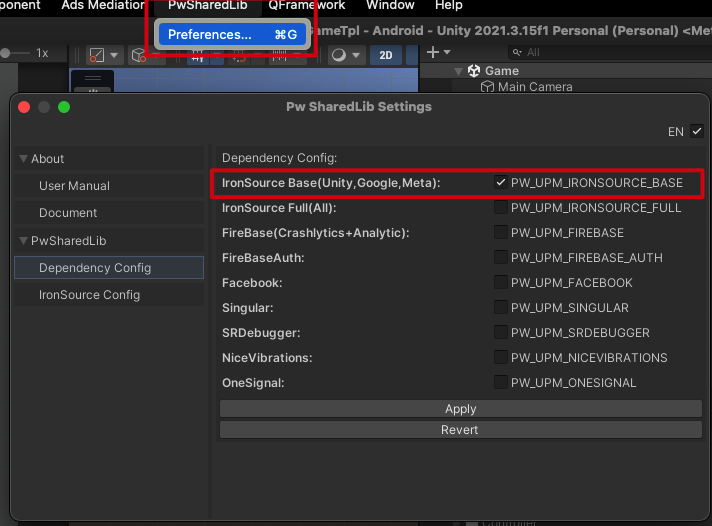 ponent Ads Mediation PwSharedLib QFramework Window Help
Preferences... ⌘G
GameTpl - Android - Unity 2021.3.15f1 Personal (Personal) <Met
1x 2D All
Game
Main Camera
Pw SharedLib Settings
EN
About
User Manual
Document
PwSharedLib
Dependency Config
IronSource Config
Dependency Config:
IronSource Base(Unity,Google,Meta): PW_UPM_IRONSOURCE_BASE
IronSource Full(All): PW_UPM_IRONSOURCE_FULL
FireBase(Crashlytics+Analytic): PW_UPM_FIREBASE
FireBaseAuth: PW_UPM_FIREBASE_AUTH
Facebook: PW_UPM_FACEBOOK
Singular: PW_UPM_SINGULAR
SRDebugger: PW_UPM_SRDEBUGGER
NiceVibrations: PW_UPM_NICEVIBRATIONS
OneSignal: PW_UPM_ONESIGNAL
Apply
Revert